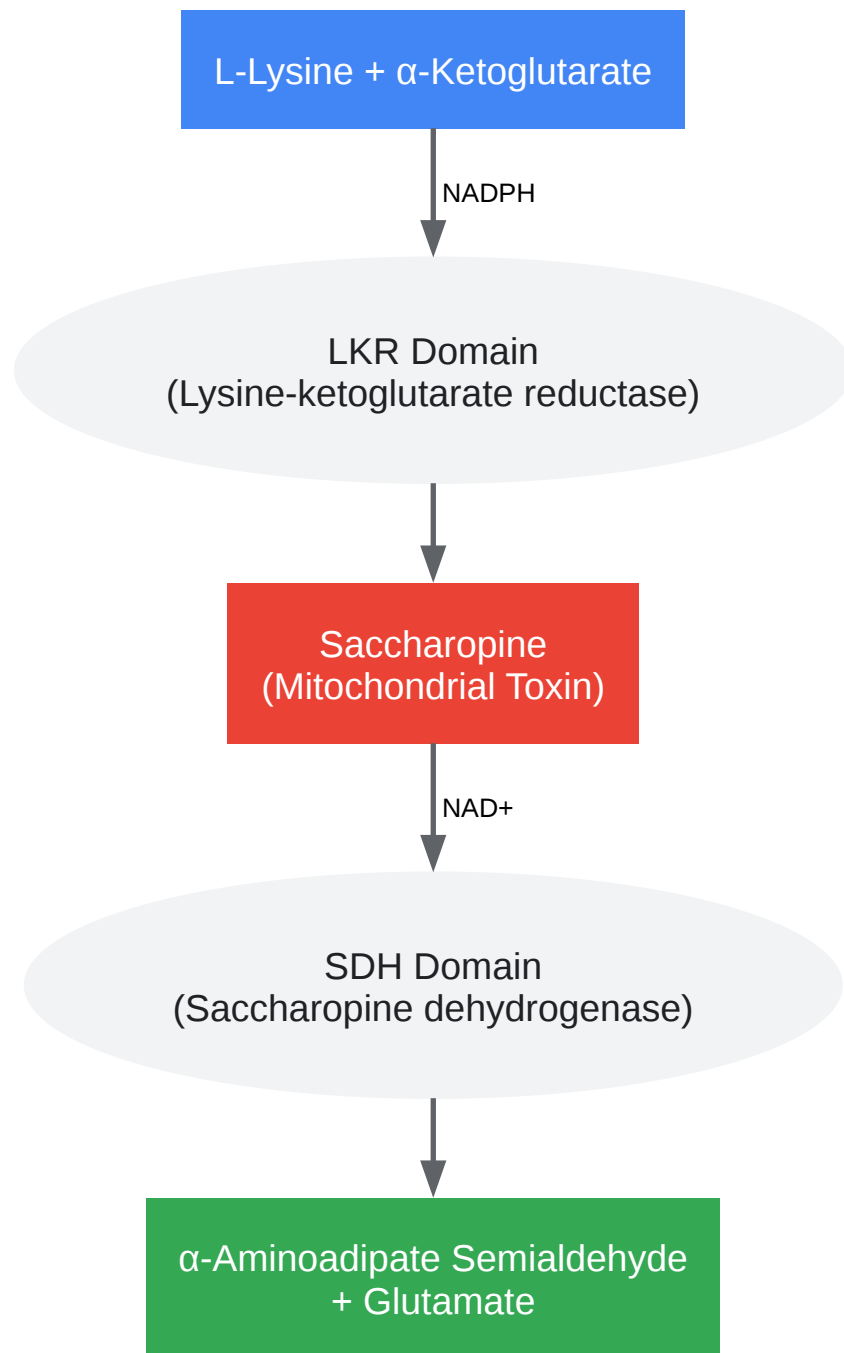 L-Lysine + α-Ketoglutarate
NADPH
LKR Domain
(Lysine-ketoglutarate reductase)
Saccharopine
(Mitochondrial Toxin)
NAD+
SDH Domain
(Saccharopine dehydrogenase)
α-Aminoadipate Semialdehyde
+ Glutamate